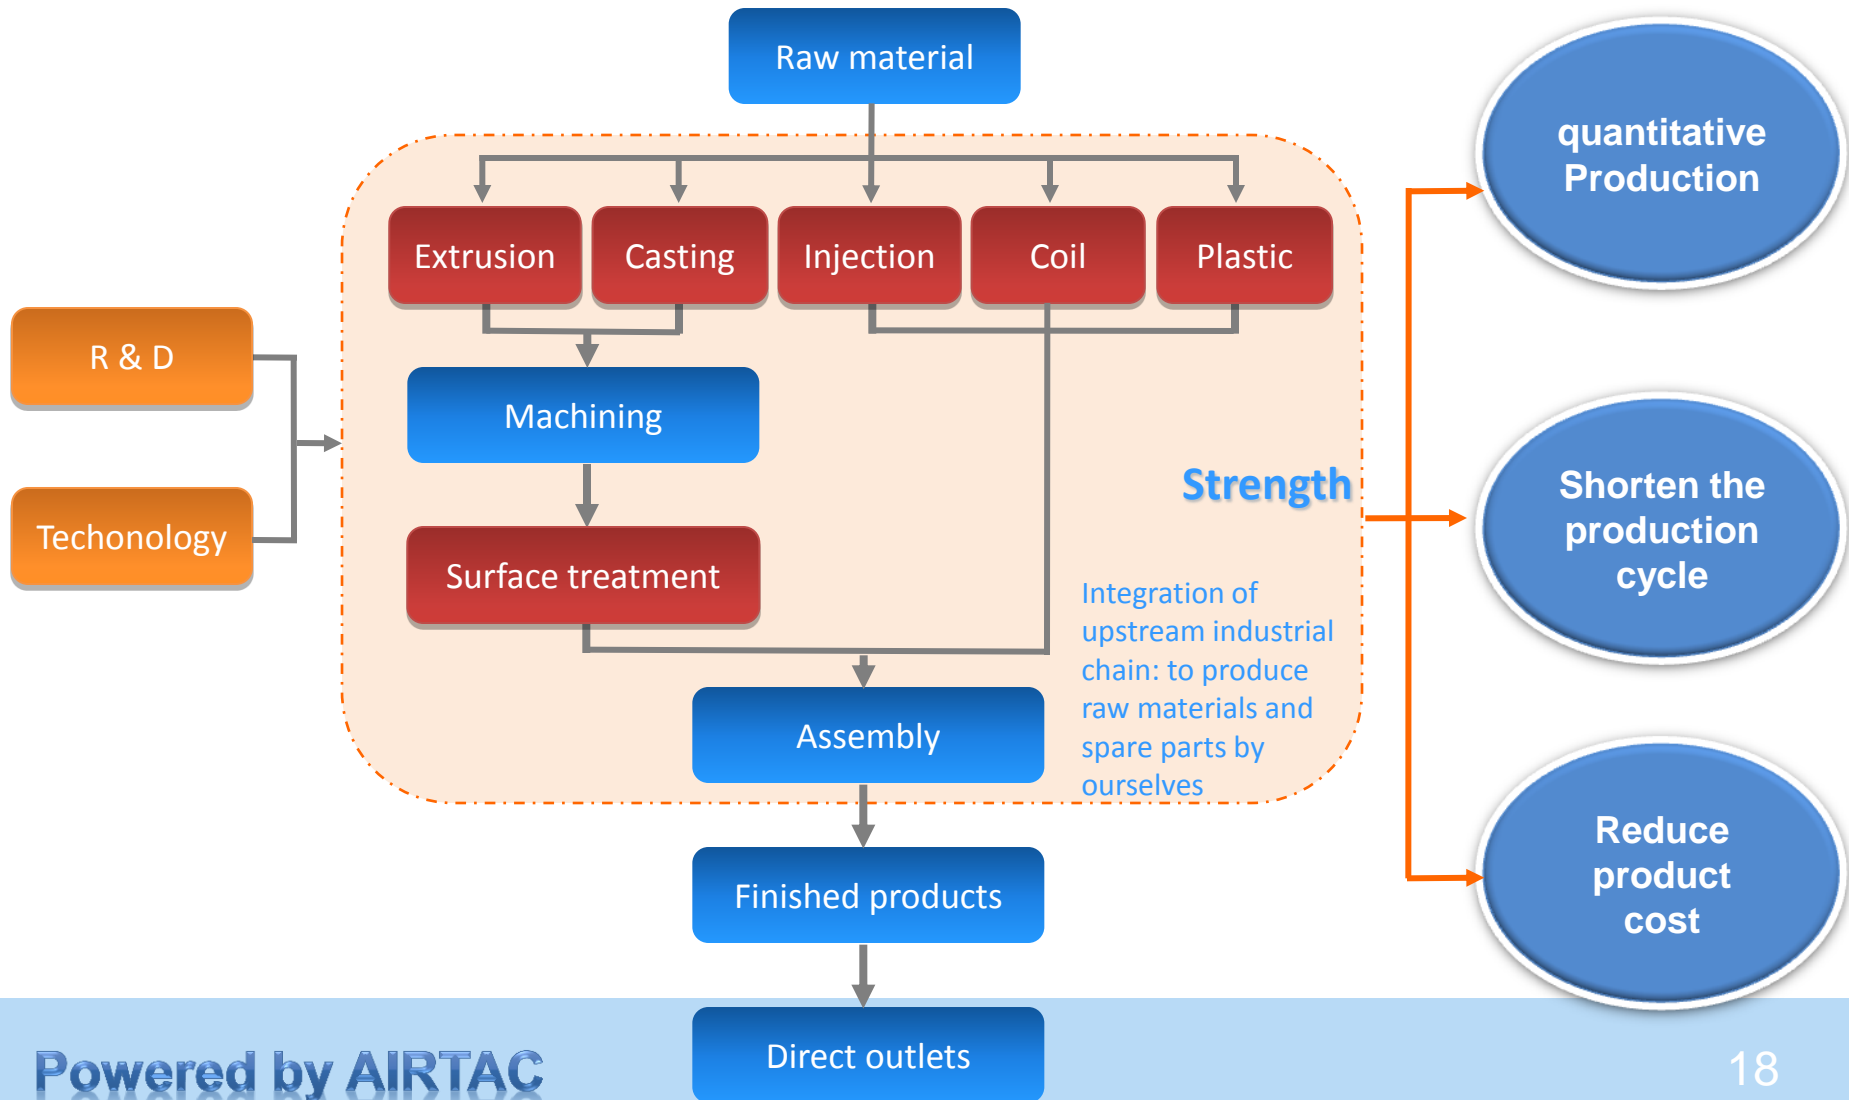 Raw material
quantitative
Production
Extrusion
Casting
Injection
Coil
Plastic
R & D
Machining
Strength
Shorten the
production
cycle
Techonology
Surface treatment
Integration of
upstream industrial
chain: to produce
raw materials and
spare parts by
ourselves
Assembly
Reduce
product
cost
Finished products
Direct outlets
Powered by AIRTAC
18